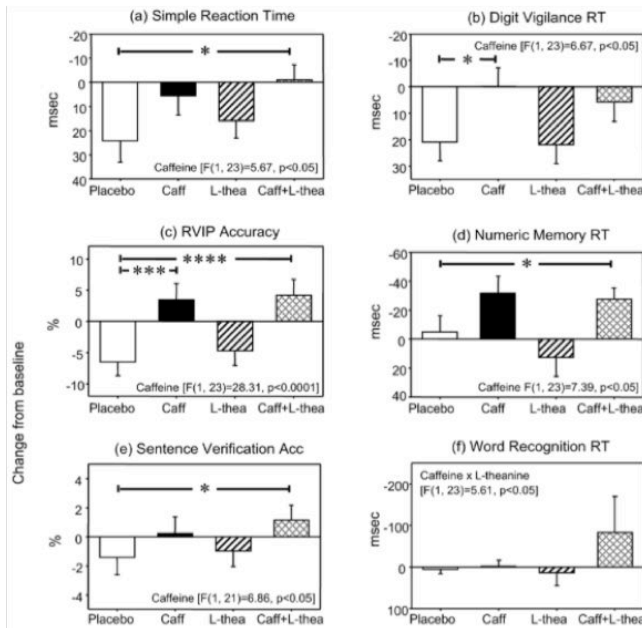 (a) Simple Reaction Time
-20
-10
0
10
20
30
40
msec
*
Caffeine [F(1, 23)=5.67, p<0.05)
Placebo Caff L-thea Caff+L-thea
(b) Digit Vigilance RT
Caffeine [F(1, 23)=6.67, p<0.05]
-20
-10
0
10
20
30
msec
*
Placebo Caff L-thea Caff+L-thea
(c) RVIP Accuracy
10
5
0
-5
-10
%
****
***
Caffeine [F(1, 23)=28.31, p<0.0001)
Placebo Caff L-thea Caff+L-thea
(d) Numeric Memory RT
-60
-40
-20
0
20
40
msec
*
Caffeine F(1, 23)=7.39, p<0.05]
Placebo Caff L-thea Caff+L-thea
Change from baseline
(e) Sentence Verification Acc
4
2
0
-2
-4
%
*
Caffeine [F(1, 21)=6.86, p<0.05]
Placebo Caff L-thea Caff+L-thea
(f) Word Recognition RT
Caffeine x L-theanine
[F(1, 23)=5.61, p<0.05]
-200
-100
0
100
msec
Placebo Caff L-thea Caff+L-thea